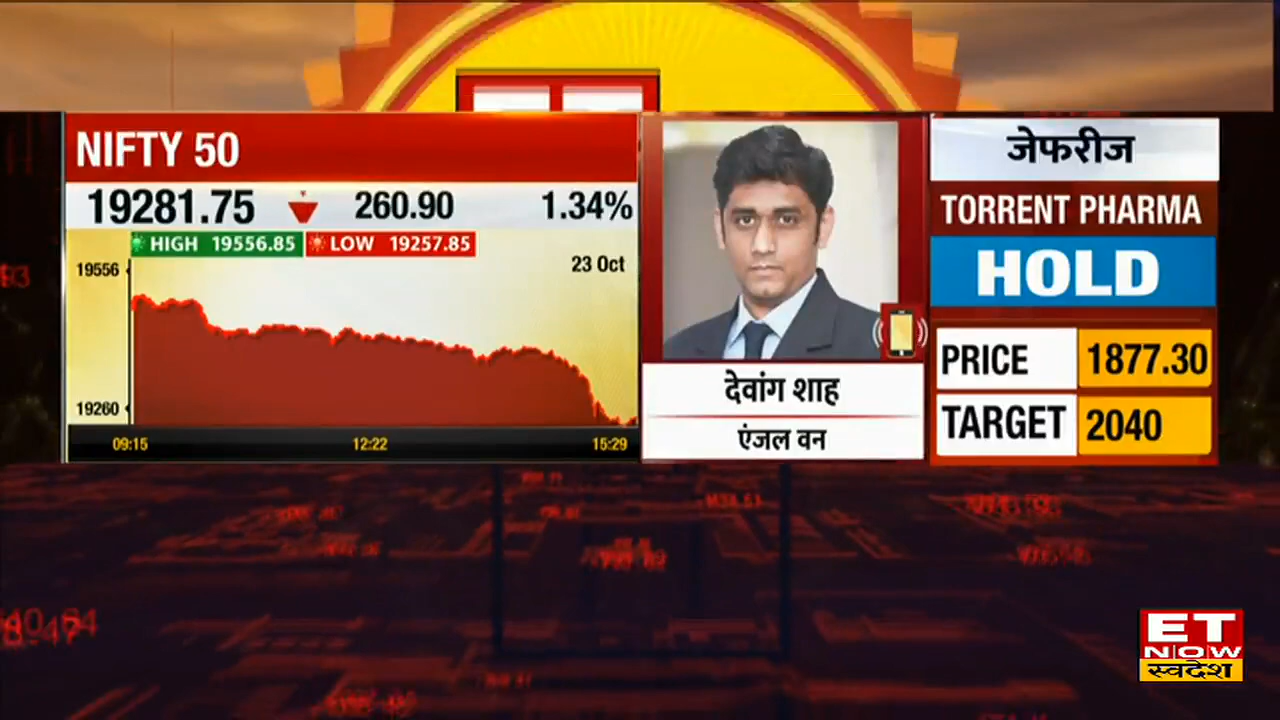 NIFTY 50
19281.75 260.90 1.34%
HIGH 19556.85 LOW 19257.85
23 Oct
19556
19260
09:15 12:22 15:29
देवांग शाह
एंजल वन
जेफरीज
TORRENT PHARMA
HOLD
PRICE 1877.30
TARGET 2040
ET
NOW
स्वदेश